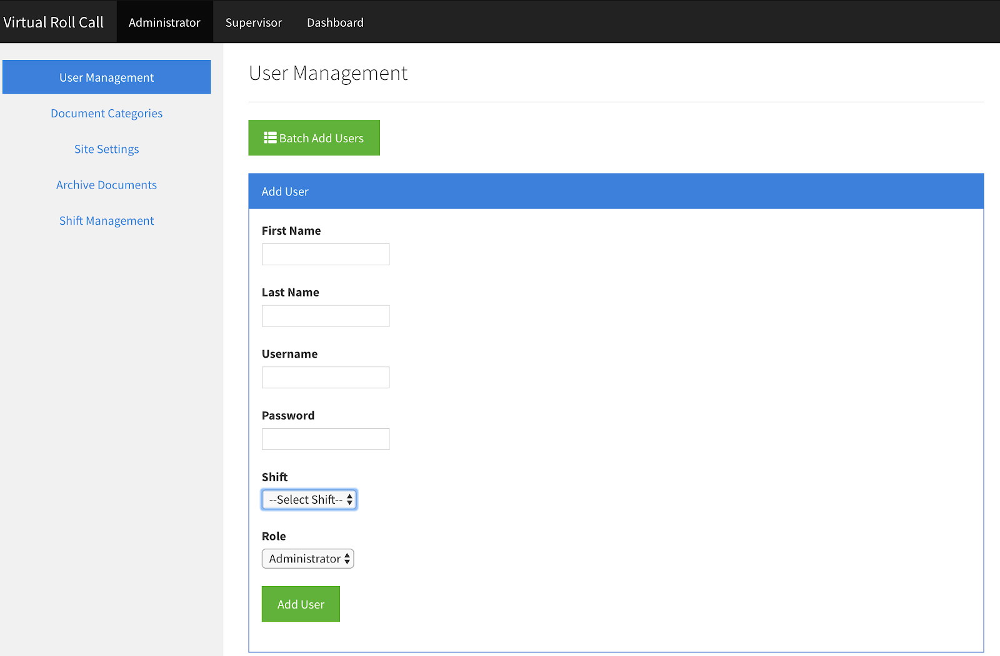 Virtual Roll Call Administrator Supervisor Dashboard
User Management
Document Categories
Site Settings
Archive Documents
Shift Management
User Management
Batch Add Users
Add User
First Name
Last Name
Username
Password
Shift
--Select Shift--
Role
Administrator
Add User